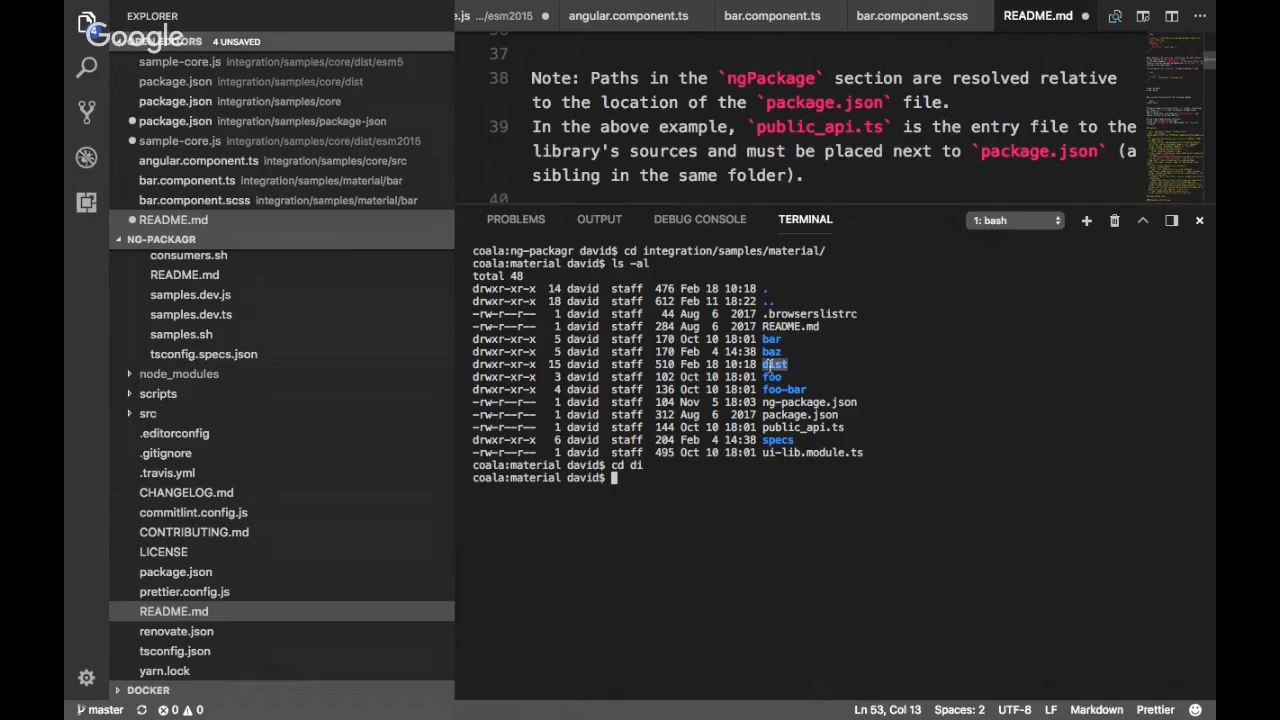 EXPLORER
Google
4
OPEN EDITORS 4 UNSAVED
sample-core.js integration/samples/core/dist/esm5
package.json integration/samples/core/dist
package.json integration/samples/core
package.json integration/samples/package-json
sample-core.js integration/samples/core/dist/esm2015
angular.component.ts integration/samples/core/src
bar.component.ts integration/samples/material/bar
bar.component.scss integration/samples/material/bar
README.md
NG-PACKAGR
consumers.sh
README.md
samples.dev.js
samples.dev.ts
samples.sh
tsconfig.specs.json
node_modules
scripts
src
.editorconfig
.gitignore
.travis.yml
CHANGELOG.md
commitlint.config.js
CONTRIBUTING.md
LICENSE
package.json
prettier.config.js
README.md
renovate.json
tsconfig.json
yarn.lock
DOCKER
e.js .../esm2015 angular.component.ts bar.component.ts bar.component.scss README.md
37
38 Note: Paths in the `ngPackage` section are resolved relative
to the location of the `package.json` file.
39 In the above example, `public_api.ts` is the entry file to the
library'sources and must be placed next to `package.json` (a
sirling in the same folder).
40
PROBLEMS OUTPUT DEBUG CONSOLE TERMINAL 1: bash
coala:ng-packagr david$ cd integration/samples/material/
coala:material david$ ls -al
total 48
drwxr-xr-x 14 david staff 476 Feb 18 10:18 .
drwxr-xr-x 18 david staff 612 Feb 11 18:22 ..
-rw-r--r-- 1 david staff 44 Aug 6 2017 .browserslistrc
-rw-r--r-- 1 david staff 284 Aug 6 2017 README.md
drwxr-xr-x 5 david staff 170 Oct 10 18:01 bar
drwxr-xr-x 5 david staff 170 Feb 4 14:38 baz
drwxr-xr-x 15 david staff 510 Feb 18 10:18 dist
drwxr-xr-x 3 david staff 102 Oct 10 18:01 foo
drwxr-xr-x 4 david staff 136 Oct 10 18:01 foo-bar
-rw-r--r-- 1 david staff 104 Nov 5 18:03 ng-package.json
-rw-r--r-- 1 david staff 312 Aug 6 2017 package.json
-rw-r--r-- 1 david staff 144 Oct 10 18:01 public_api.ts
drwxr-xr-x 6 david staff 204 Feb 4 14:38 specs
-rw-r--r-- 1 david staff 495 Oct 10 18:01 ui-lib.module.ts
coala:material david$ cd di
coala:material david$
master 0 0 Ln 53, Col 13 Spaces: 2 UTF-8 LF Markdown Prettier